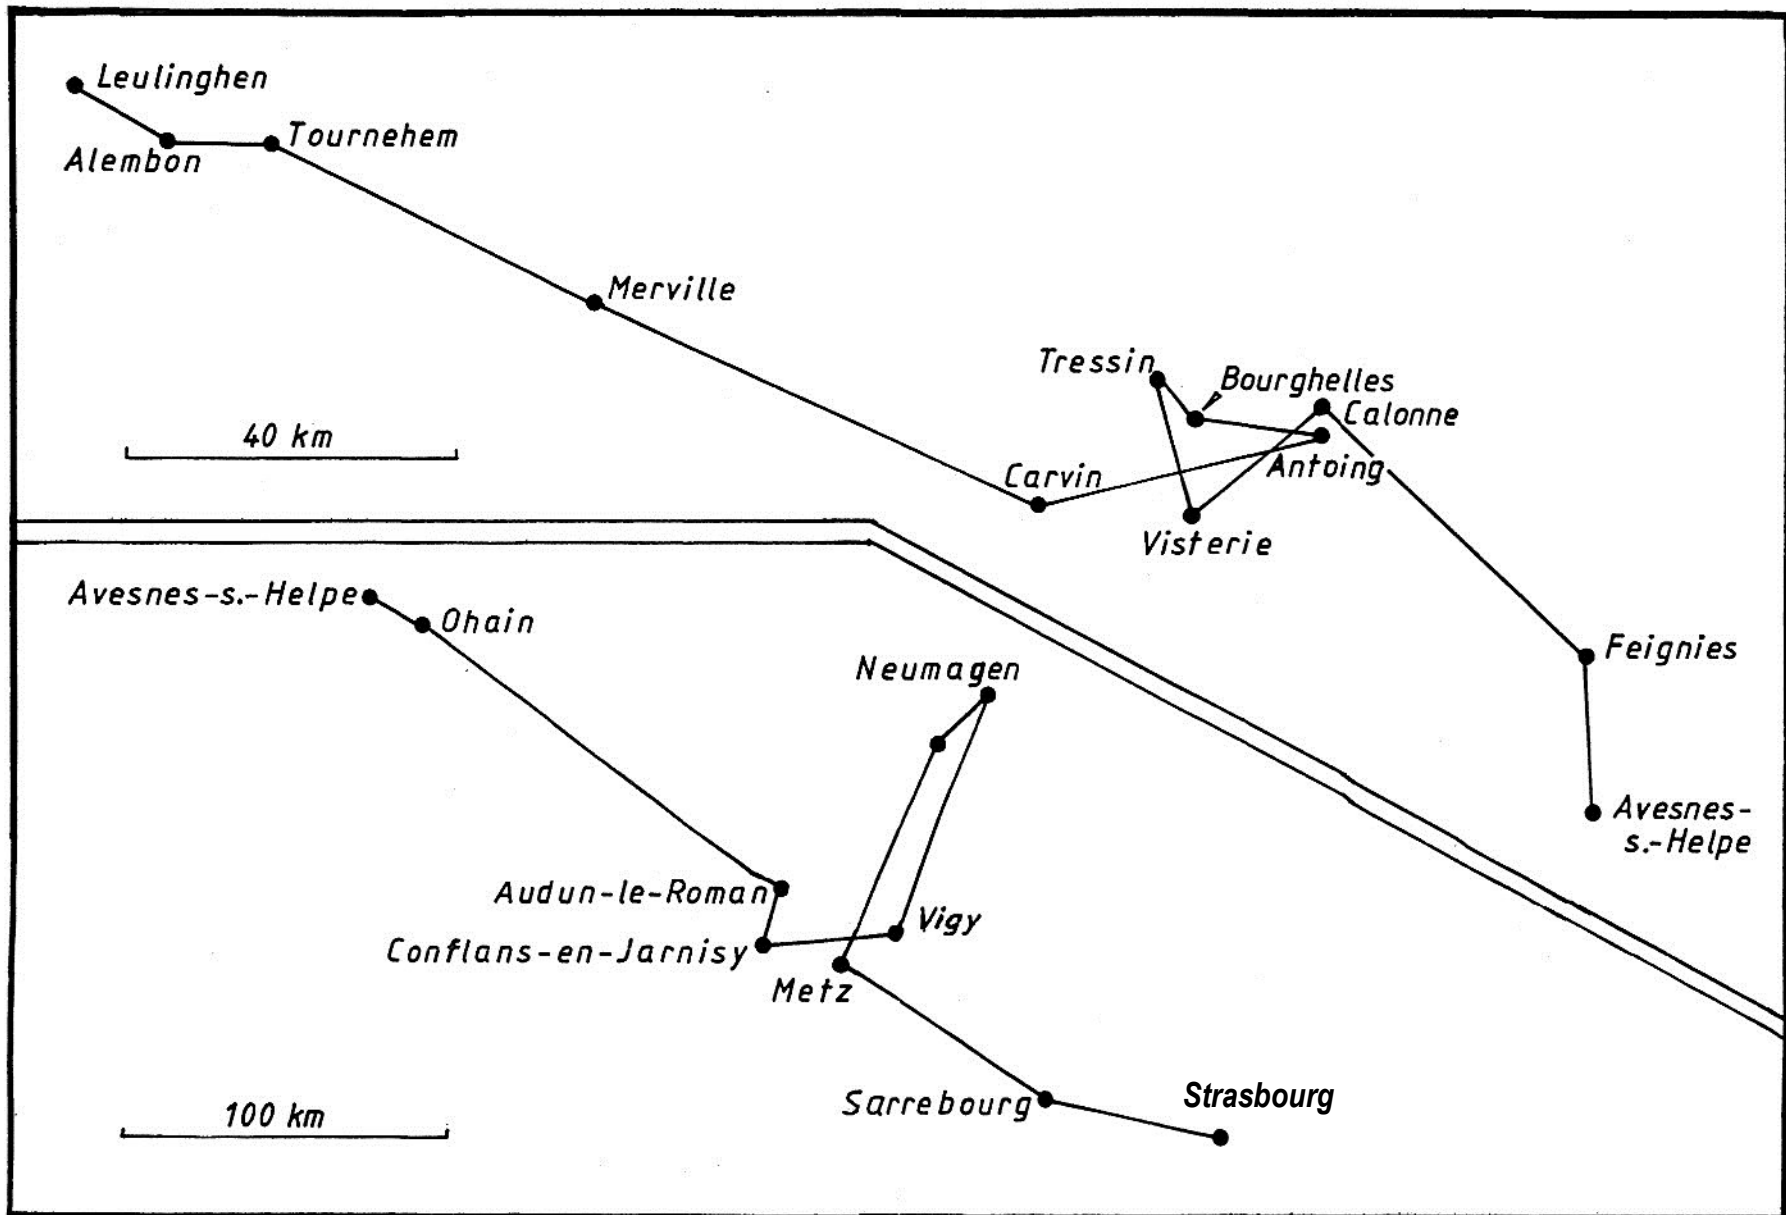 Leulinghen
Alembon
Tournehem
Merville
40 km
Carvin
Tressin
Bourghelles
Calonne
Antoing
Visterie
Feignies
Avesnes-
s.-Helpe
Avesnes-s.-Helpe
Ohain
Neumagen
Audun-le-Roman
Conflans-en-Jarnisy
Vigy
Metz
Sarrebourg
Strasbourg
100 km